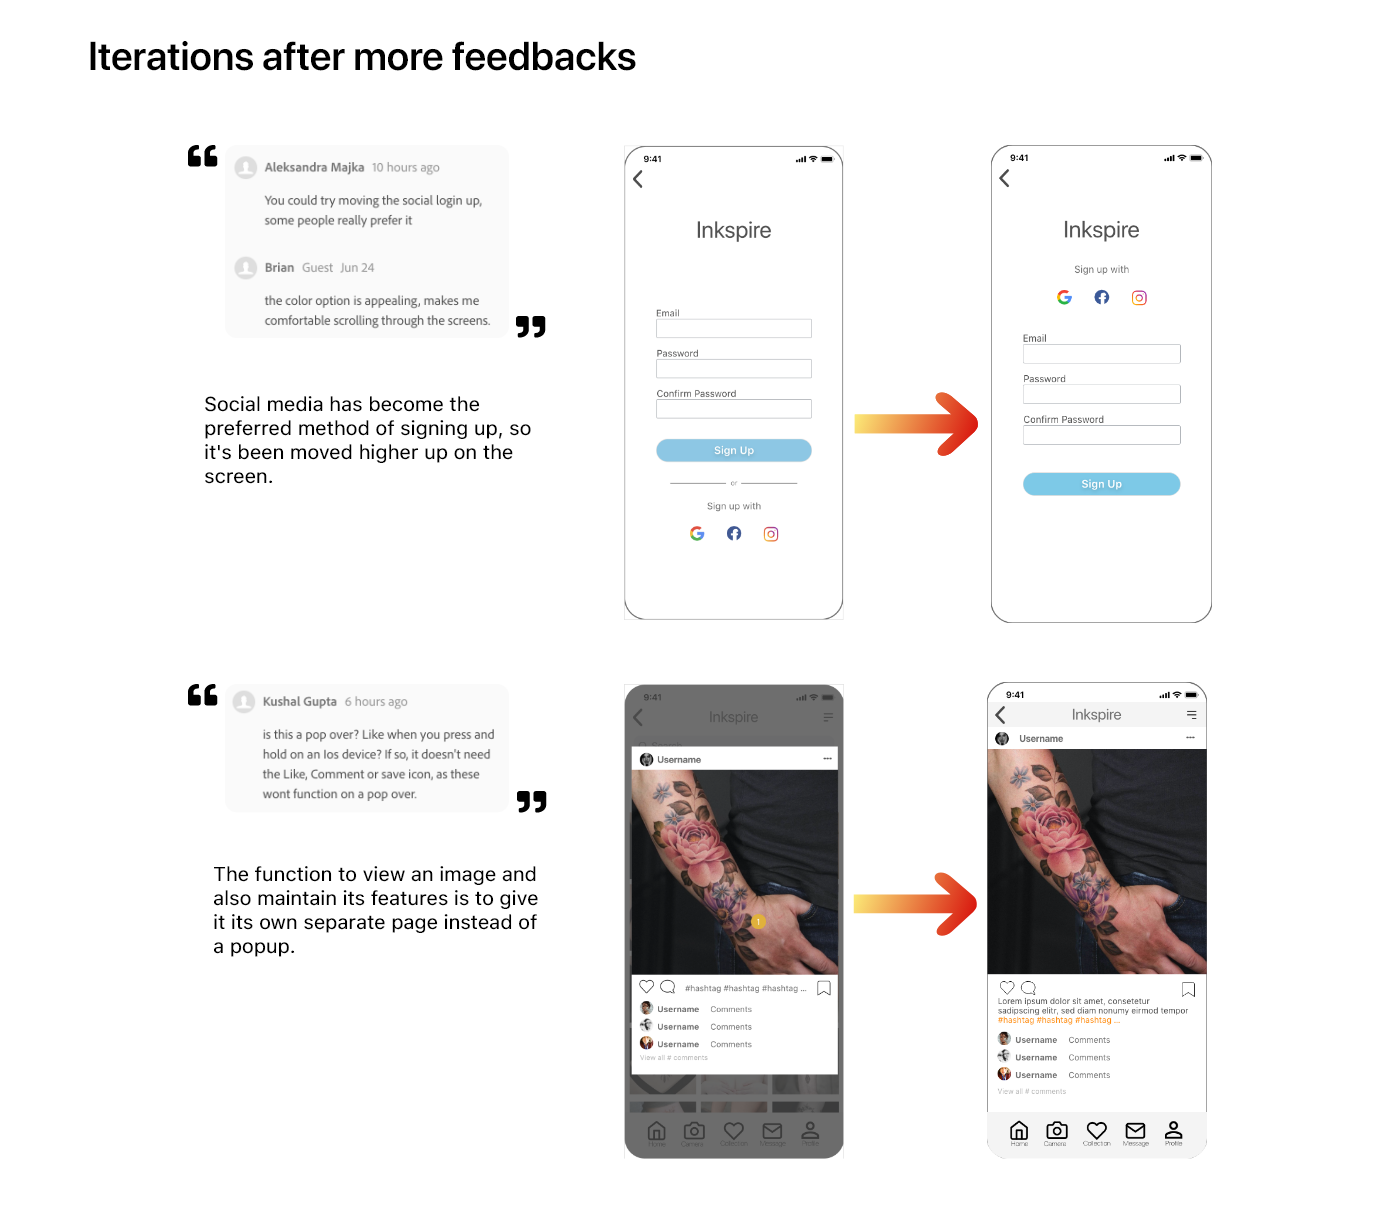 Iterations after more feedbacks
“
Aleksandra Majka 10 hours ago
You could try moving the social login up,
some people really prefer it
Brian Guest Jun 24
the color option is appealing, makes me
comfortable scrolling through the screens.
”
Social media has become the
preferred method of signing up, so
it's been moved higher up on the
screen.
9:41
Inkspire
Email
Password
Confirm Password
Sign Up
or
Sign up with
9:41
Inkspire
Sign up with
Email
Password
Confirm Password
Sign Up
“
Kushal Gupta 6 hours ago
is this a pop over? Like when you press and
hold on an Ios device? If so, it doesn't need
the Like, Comment or save icon, as these
wont function on a pop over.
”
The function to view an image and
also maintain its features is to give
it its own separate page instead of
a popup.
9:41
Inkspire
Search
Username
1
#hashtag #hashtag #hashtag ...
Username Comments
Username Comments
Username Comments
View all # comments
Home Camera Collection Message Profile
9:41
Inkspire
Username
Lorem ipsum dolor sit amet, consetetur
sadipscing elitr, sed diam nonumy eirmod tempor
#hashtag #hashtag #hashtag ...
Username Comments
Username Comments
Username Comments
View all # comments
Home Camera Collection Message Profile